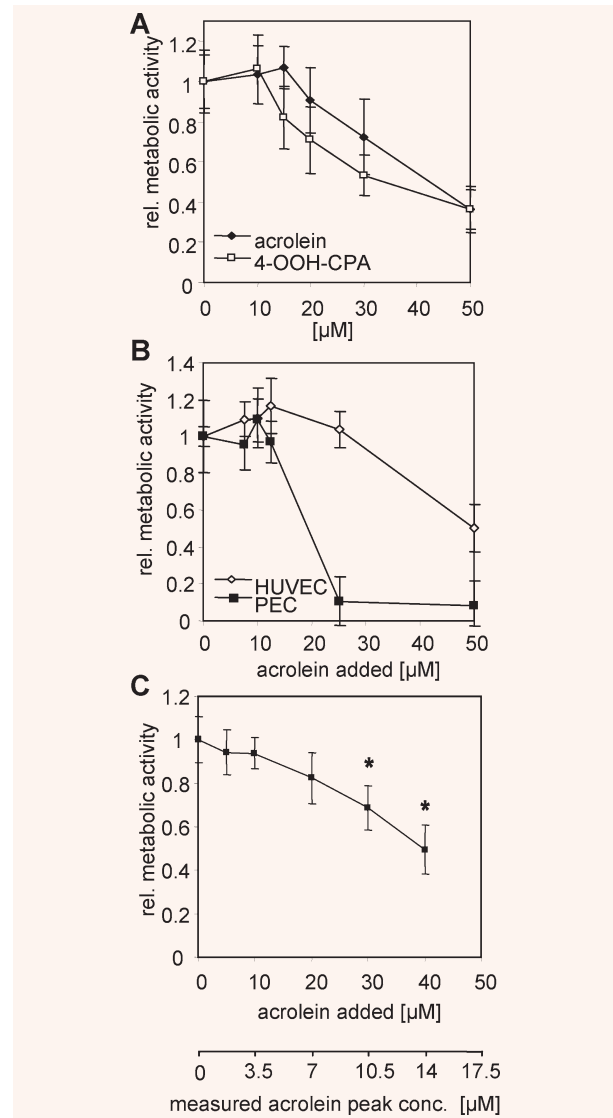 A
rel. metabolic activity
1.2
1
0.8
0.6
0.4
0.2
0
acrolein
4-OOH-CPA
0 10 20 30 40 50
[µM]
B
rel. metabolic activity
1.4
1.2
1
0.8
0.6
0.4
0.2
0
HUVEC
PEC
0 10 20 30 40 50
acrolein added [µM]
C
rel. metabolic activity
1.2
1
0.8
0.6
0.4
0.2
0
*
*
0 10 20 30 40 50
acrolein added [µM]
0 3.5 7 10.5 14 17.5
measured acrolein peak conc. [µM]